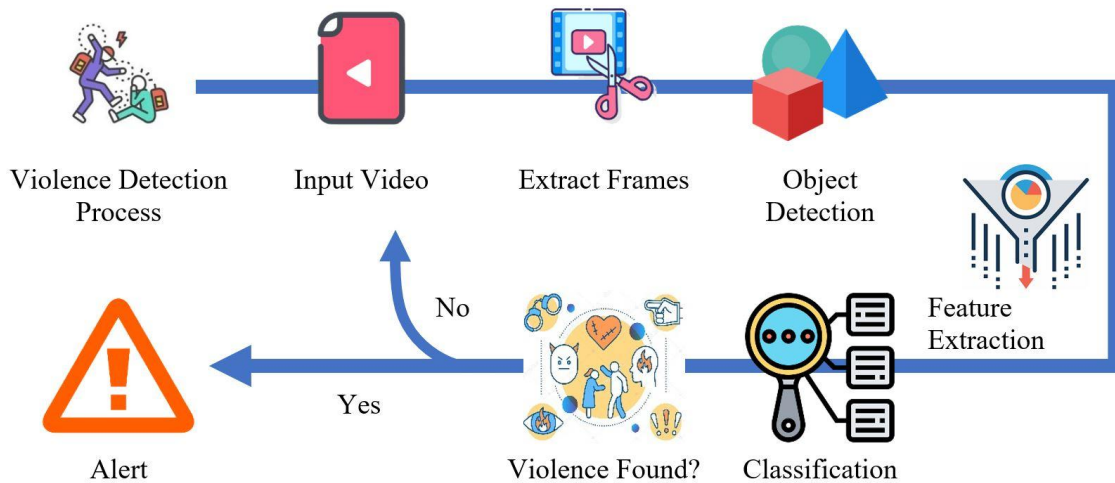 Violence Detection
Process
Input Video
Extract Frames
Object
Detection
Feature
Extraction
No
Yes
Alert
Violence Found?
Classification